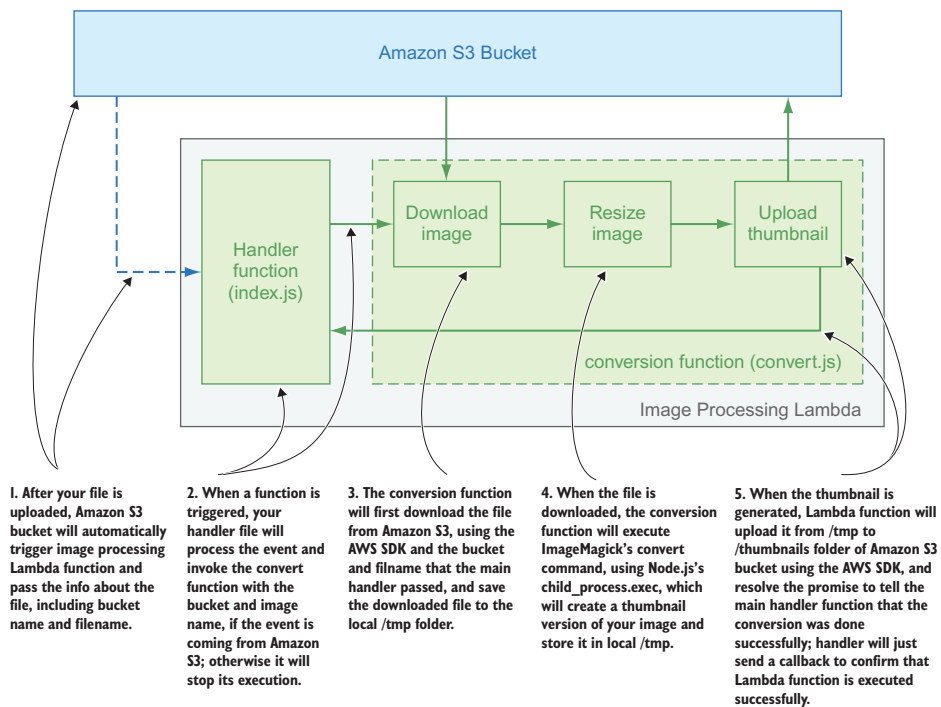 Amazon S3 Bucket
Handler
function
(index.js)
Download
image
Resize
image
Upload
thumbnail
conversion function (convert.js)
Image Processing Lambda
1. After your file is
uploaded, Amazon S3
bucket will automatically
trigger image processing
Lambda function and
pass the info about the
file, including bucket
name and filename.
2. When a function is
triggered, your
handler file will
process the event and
invoke the convert
function with the
bucket and image
name, if the event is
coming from Amazon
S3; otherwise it will
stop its execution.
3. The conversion function
will first download the file
from Amazon S3, using the
AWS SDK and the bucket
and filname that the main
handler passed, and save
the downloaded file to the
local /tmp folder.
4. When the file is
downloaded, the conversion
function will execute
ImageMagick's convert
command, using Node.js's
child_process.exec, which
will create a thumbnail
version of your image and
store it in local /tmp.
5. When the thumbnail is
generated, Lambda function will
upload it from /tmp to
/thumbnails folder of Amazon S3
bucket using the AWS SDK, and
resolve the promise to tell the
main handler function that the
conversion was done
successfully; handler will just
send a callback to confirm that
Lambda function is executed
successfully.